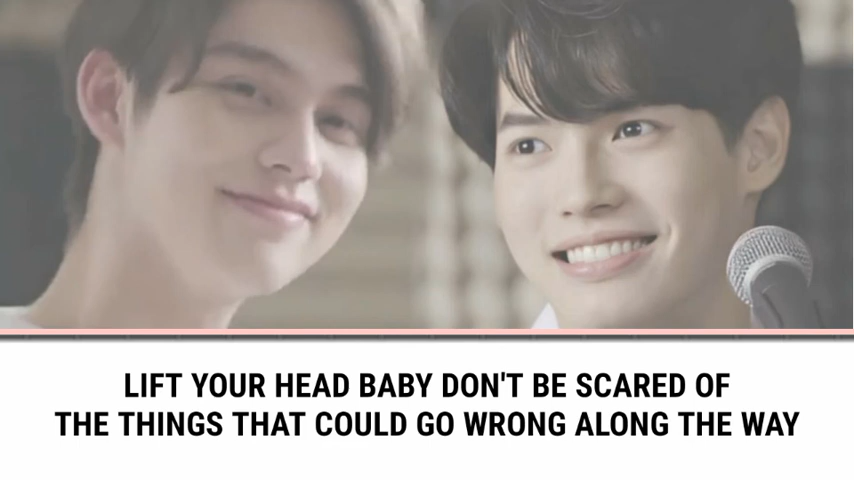 LIFT YOUR HEAD BABY DON'T BE SCARED OF
THE THINGS THAT COULD GO WRONG ALONG THE WAY